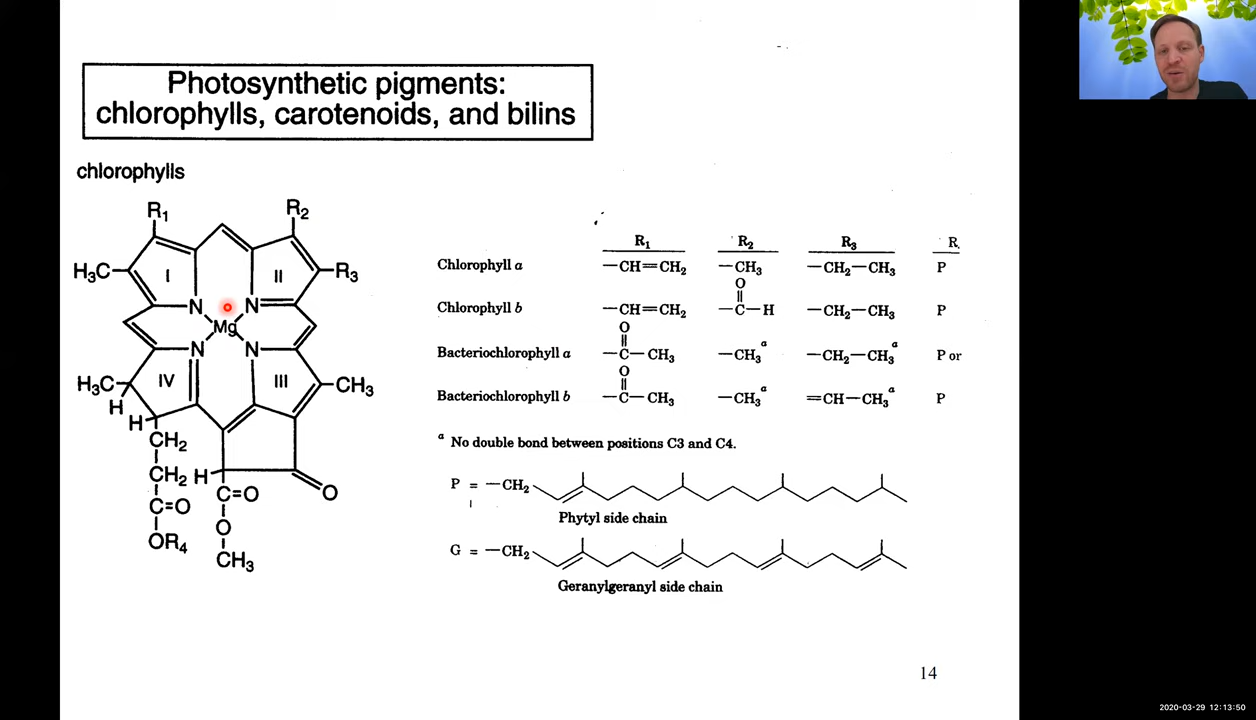 Photosynthetic pigments:
chlorophylls, carotenoids, and bilins
chlorophylls
R₁ R₂
H₃C I II R₃
N N
Mg
N N
H₃C IV III CH₃
H
H
CH₂
CH₂ H
C=O C=O O
O
OR₄
CH₃
R₁ R₂ R₃ R
Chlorophyll a —CH=CH₂ —CH₃ —CH₂—CH₃ P
O
Chlorophyll b —CH=CH₂ —C—H —CH₂—CH₃ P
O
Bacteriochlorophyll a —C—CH₃ —CH₃ᵃ —CH₂—CH₃ᵃ P or
O
Bacteriochlorophyll b —C—CH₃ —CH₃ᵃ =CH—CH₃ᵃ P
ᵃ No double bond between positions C3 and C4.
P = —CH₂
Phytyl side chain
G = —CH₂
Geranylgeranyl side chain
14
2020-03-29 12:13:50